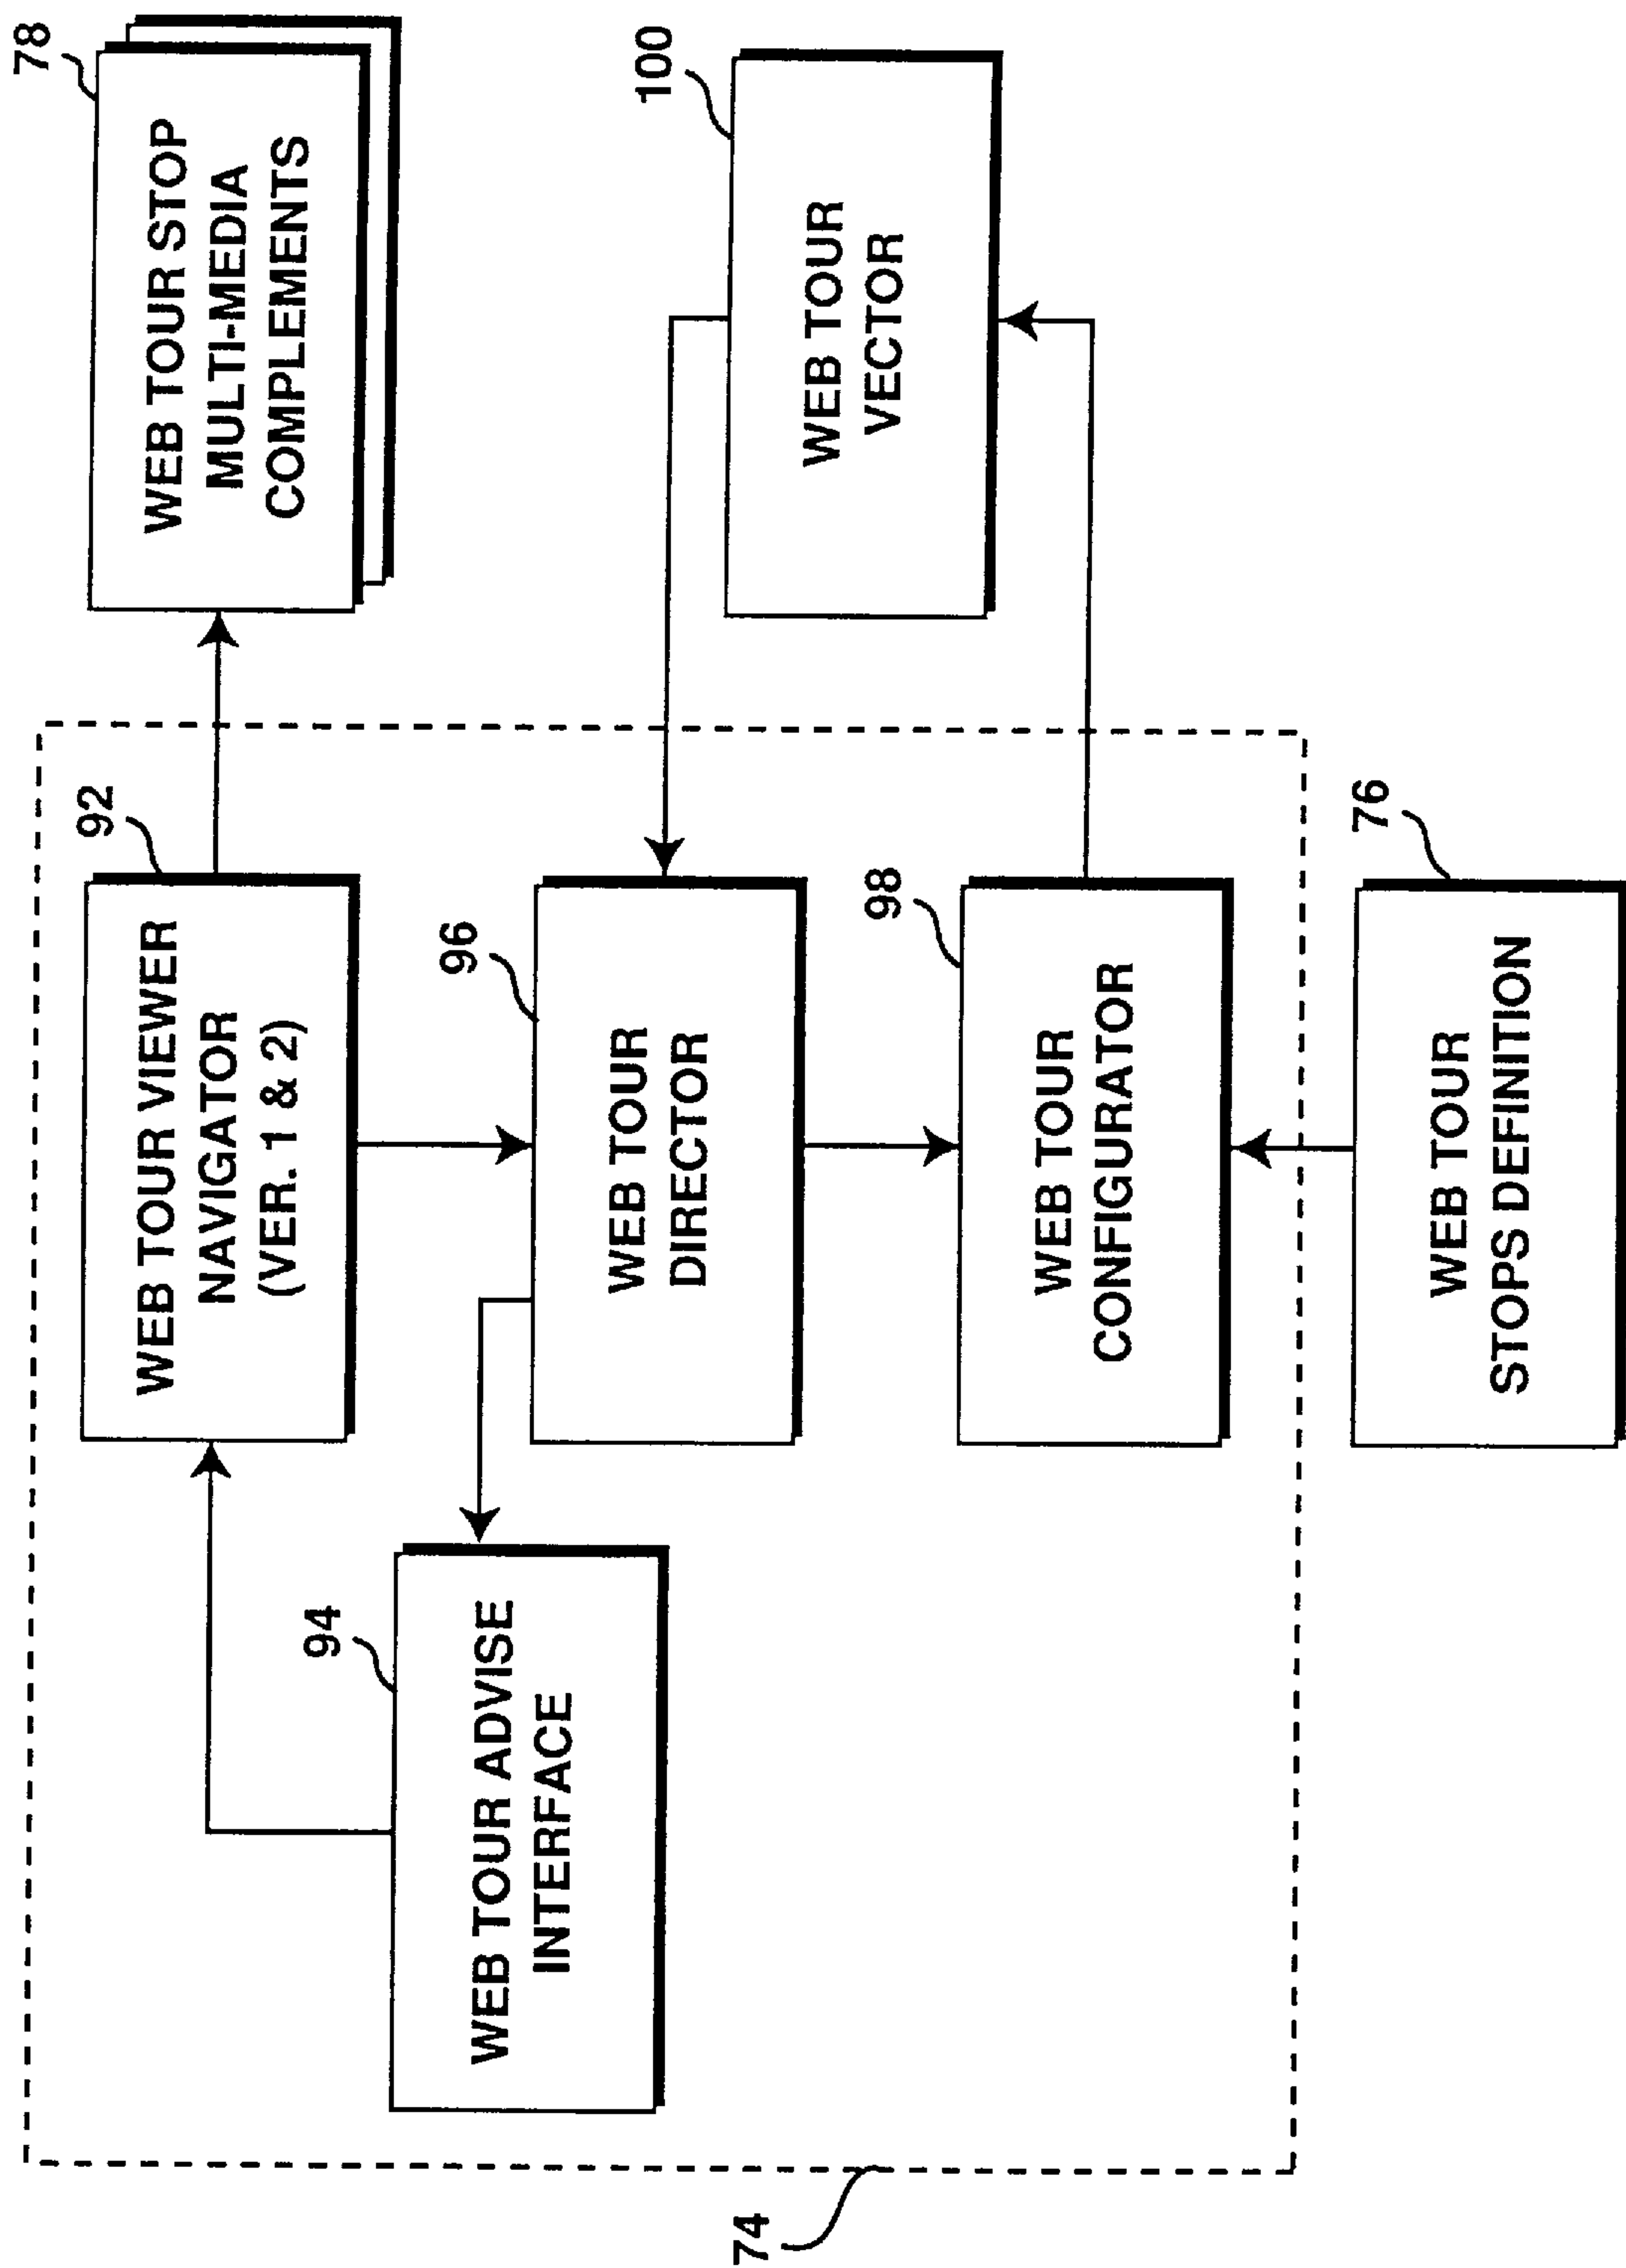 78
WEB TOUR STOP
MULTI-MEDIA
COMPLEMENTS
92
WEB TOUR VIEWER
NAVIGATOR
(VER. 1 & 2)
100
WEB TOUR
VECTOR
94
WEB TOUR ADVISE
INTERFACE
96
WEB TOUR
DIRECTOR
98
WEB TOUR
CONFIGURATOR
76
WEB TOUR
STOPS DEFINITION
74